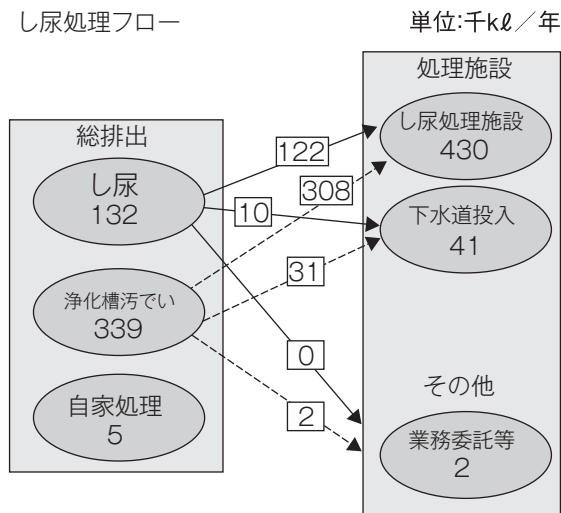 し尿処理フロー
単位:千kℓ／年
総排出
し尿
132
浄化槽汚でい
339
自家処理
5
122
308
10
31
0
2
処理施設
し尿処理施設
430
下水道投入
41
その他
業務委託等
2